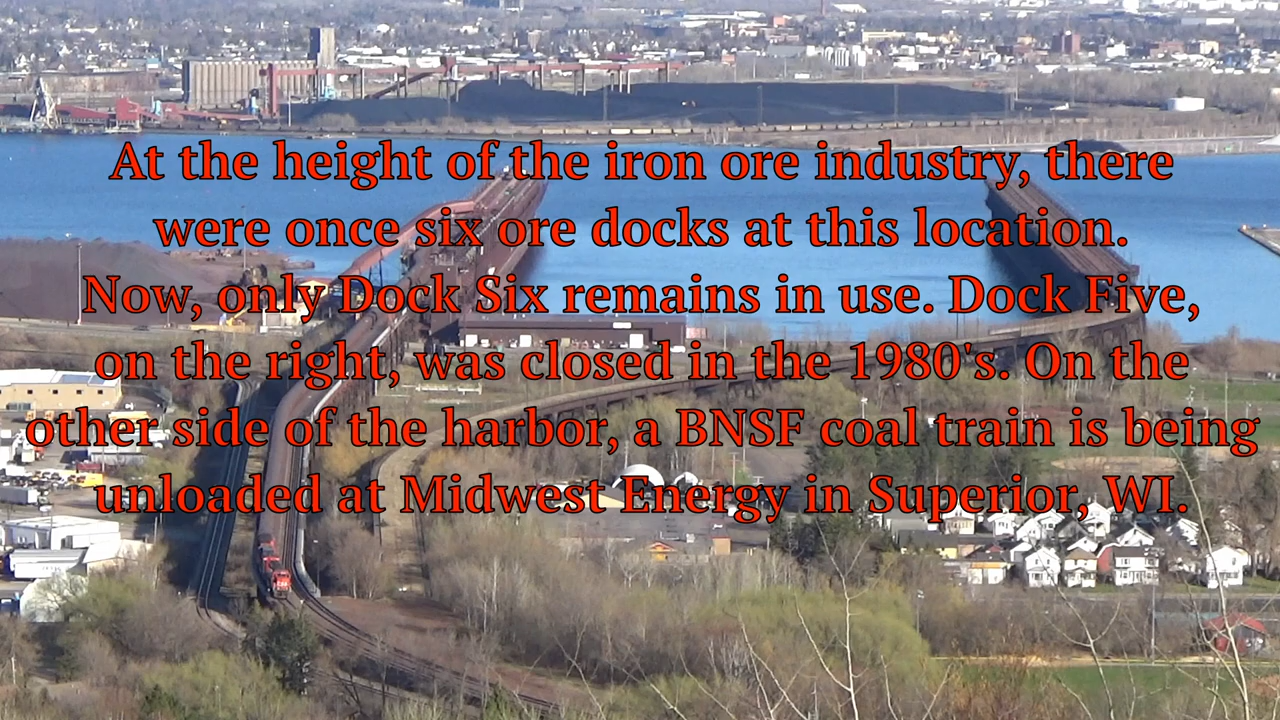 At the height of the iron ore industry, there
were once six ore docks at this location.
Now, only Dock Six remains in use. Dock Five,
on the right, was closed in the 1980's. On the
other side of the harbor, a BNSF coal train is being
unloaded at Midwest Energy in Superior, WI.